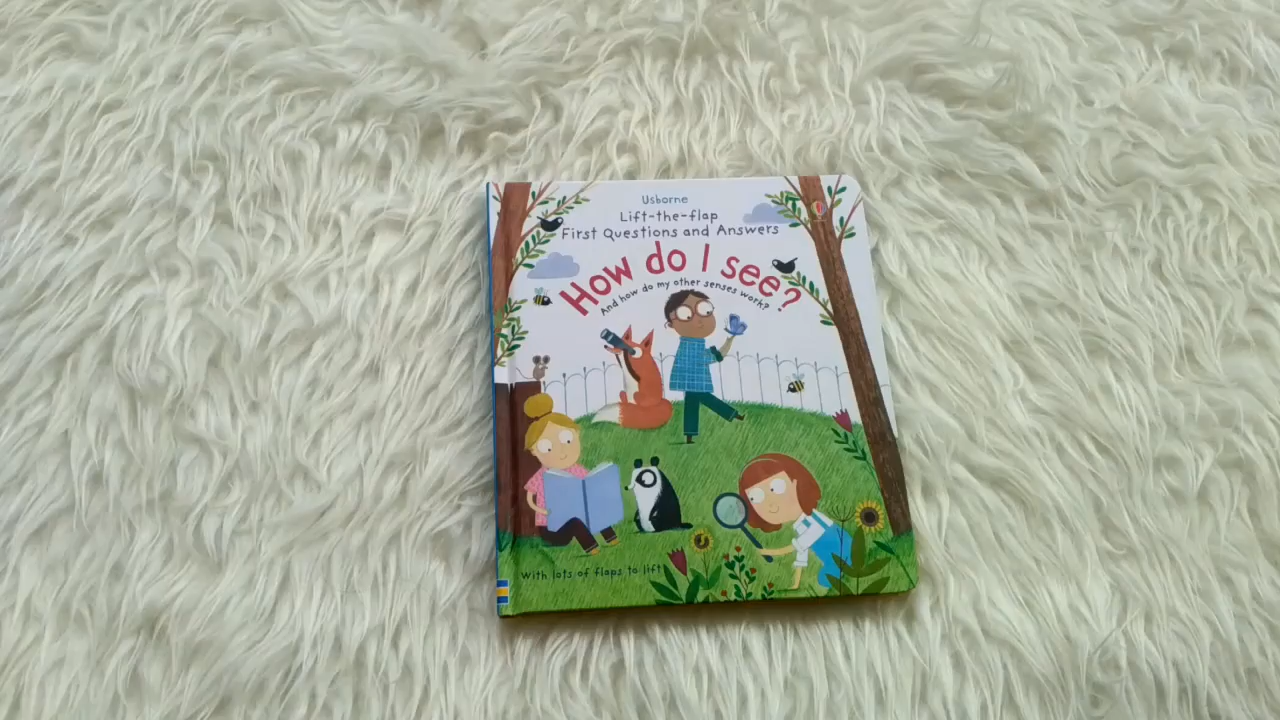 Usborne
Lift-the-flap
First Questions and Answers
How do I see?
And how do my other senses work?
With lots of flaps to lift